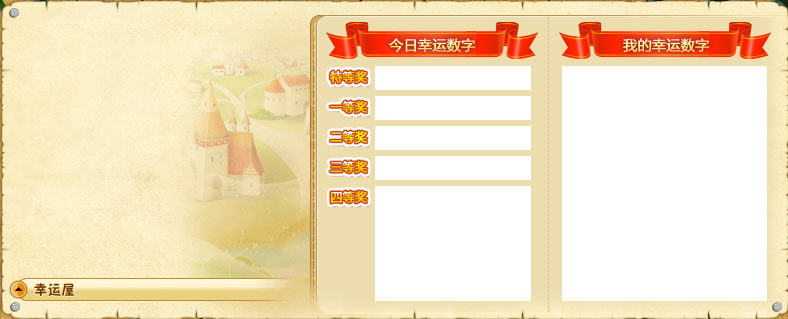 今日幸运数字
我的幸运数字
特等奖
一等奖
二等奖
三等奖
四等奖
幸运屋